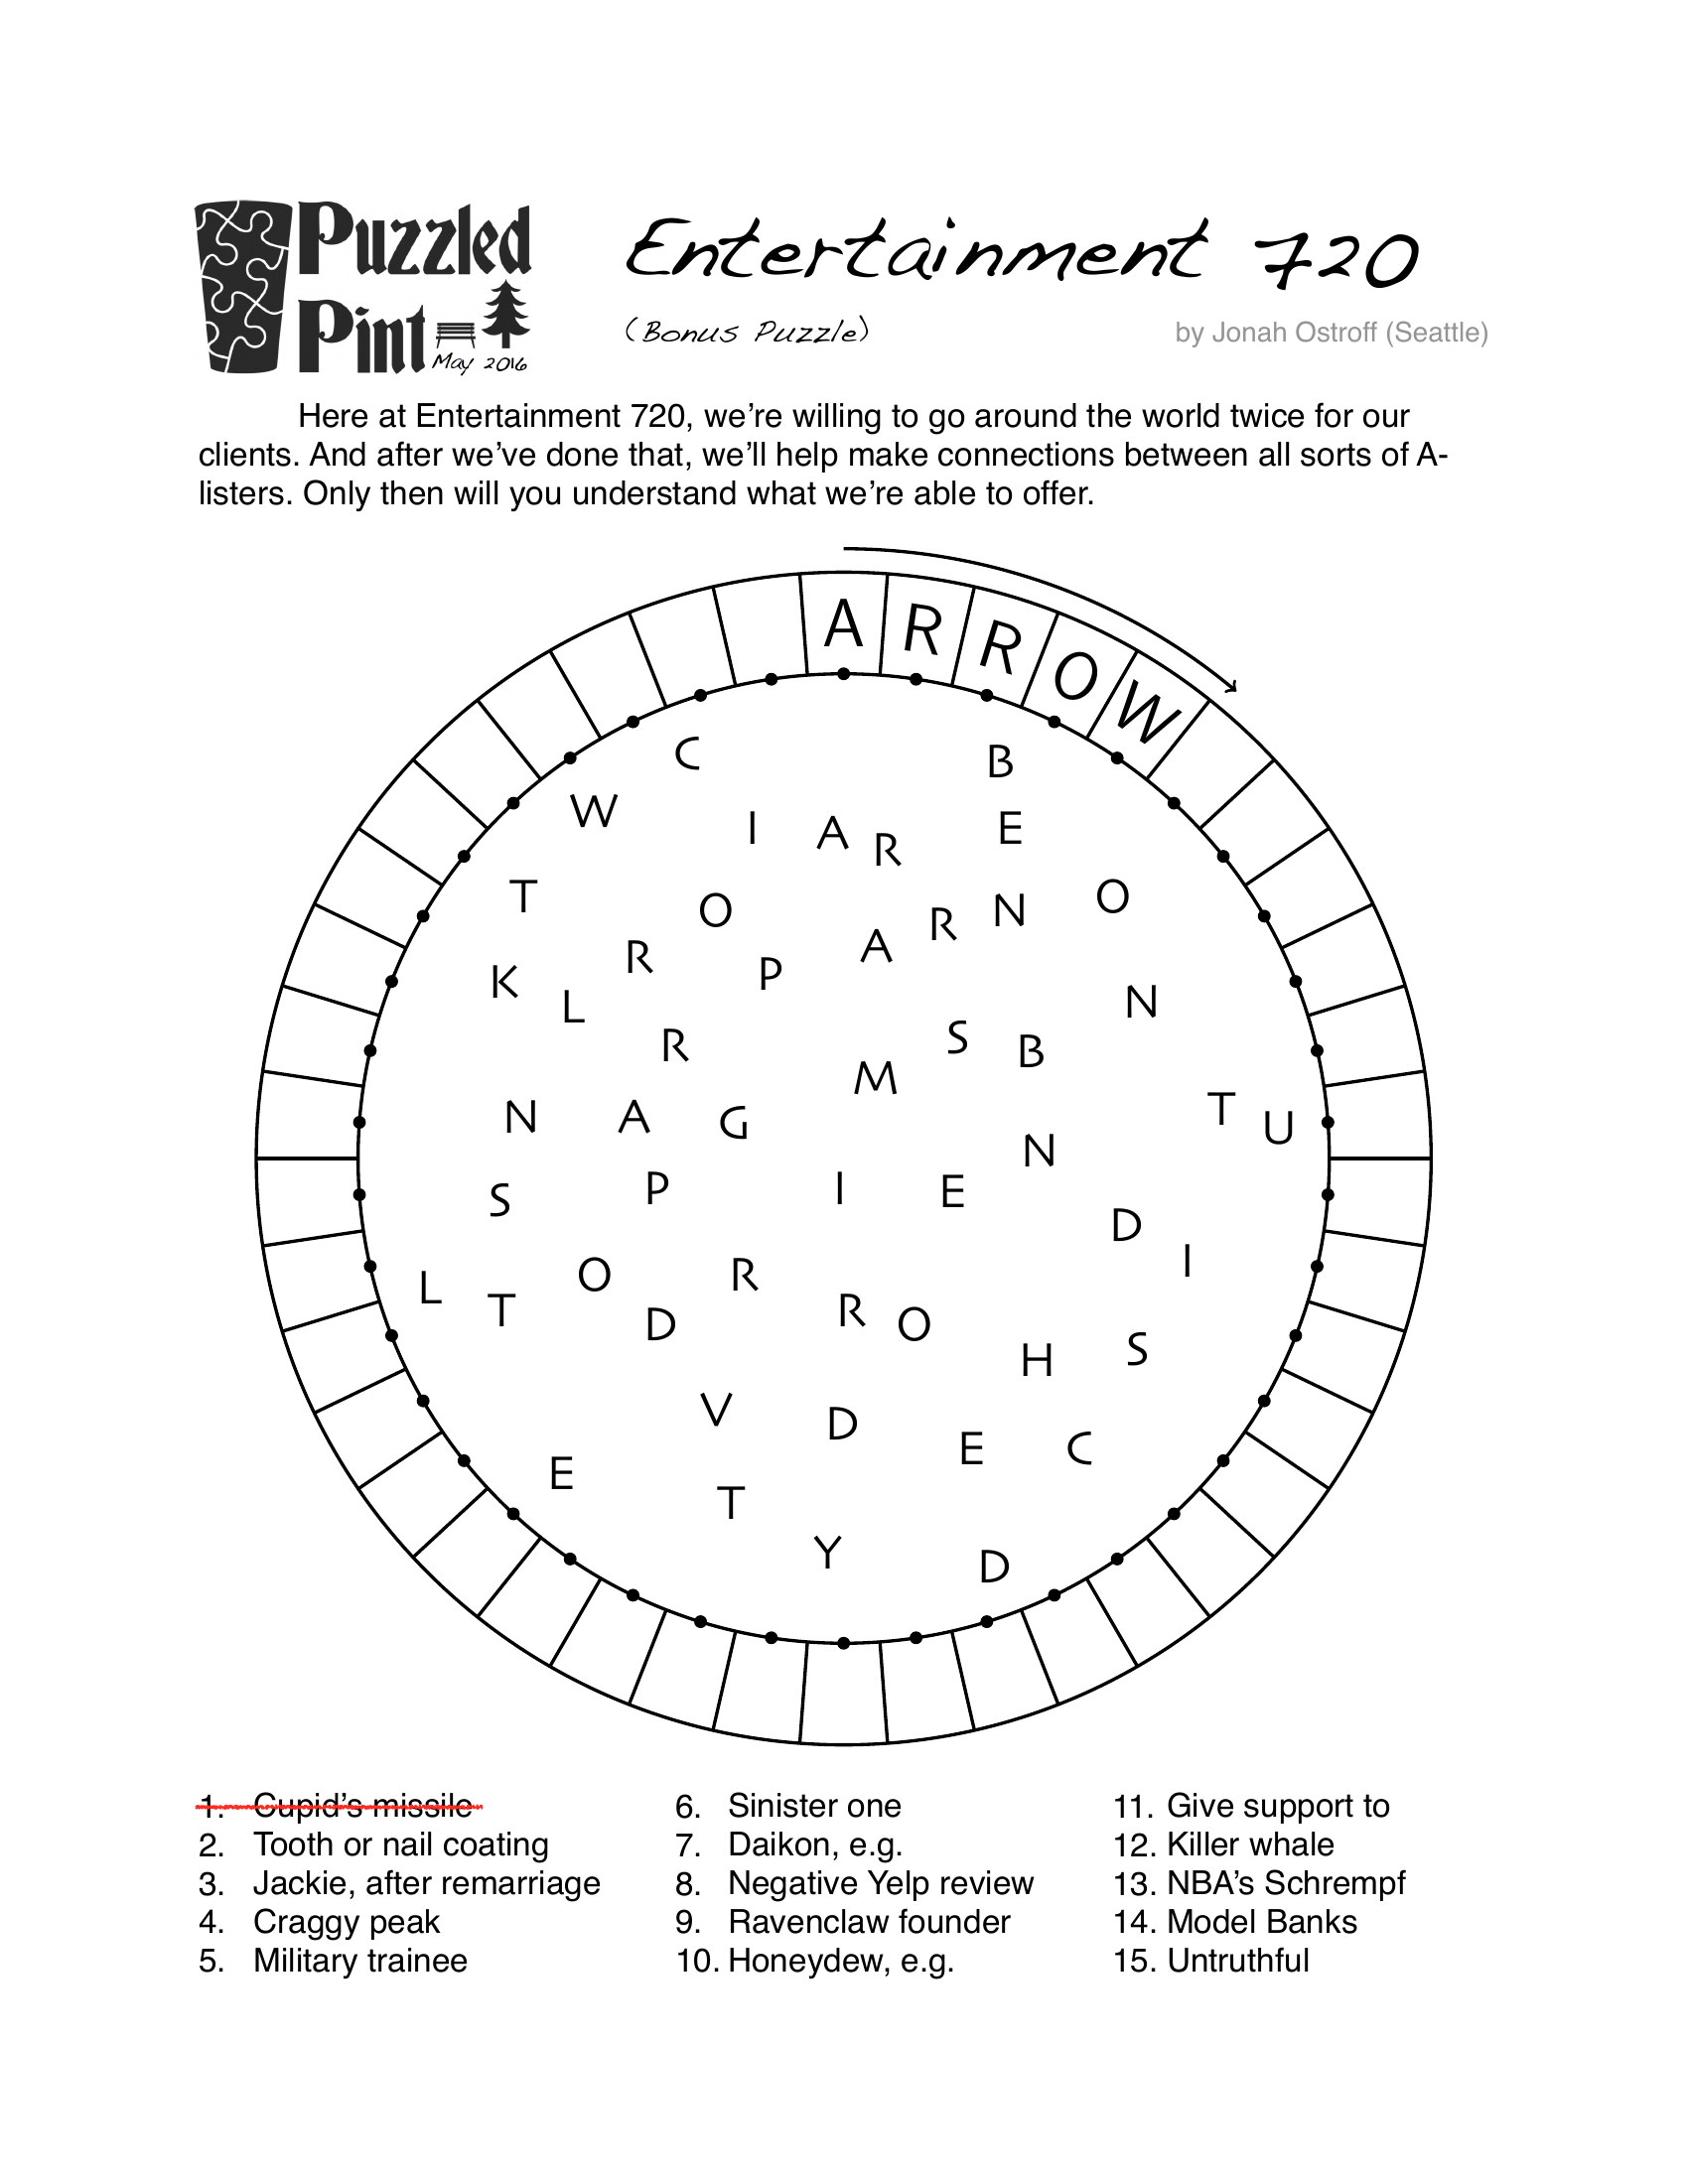 Puzzled
Pint
May 2016
Entertainment 720
(Bonus Puzzle)
by Jonah Ostroff (Seattle)
Here at Entertainment 720, we’re willing to go around the world twice for our
clients. And after we’ve done that, we’ll help make connections between all sorts of A-
listers. Only then will you understand what we’re able to offer.
A R R O W
C B
W I A R E
T O R N O
R A
K L P N
R S B
M
N A G T U
N
S P I E
D
O R I
L T D R O
H S
V D
E C
E
T
Y D
1. Cupid’s missile
2. Tooth or nail coating
3. Jackie, after remarriage
4. Craggy peak
5. Military trainee
6. Sinister one
7. Daikon, e.g.
8. Negative Yelp review
9. Ravenclaw founder
10. Honeydew, e.g.
11. Give support to
12. Killer whale
13. NBA’s Schrempf
14. Model Banks
15. Untruthful